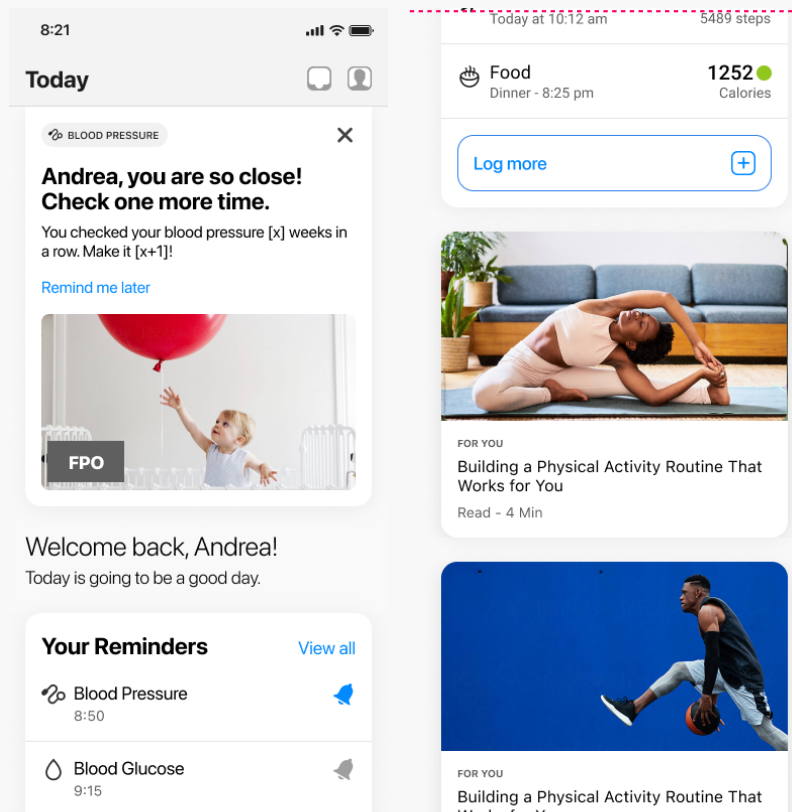 8:21
Today
BLOOD PRESSURE
Andrea, you are so close!
Check one more time.
You checked your blood pressure [x] weeks in
a row. Make it [x+1]!
Remind me later
FPO
Welcome back, Andrea!
Today is going to be a good day.
Your Reminders
View all
Blood Pressure
8:50
Blood Glucose
9:15
Today at 10:12 am
5489 steps
Food
1252
Dinner - 8:25 pm
Calories
Log more
FOR YOU
Building a Physical Activity Routine That
Works for You
Read - 4 Min
FOR YOU
Building a Physical Activity Routine That